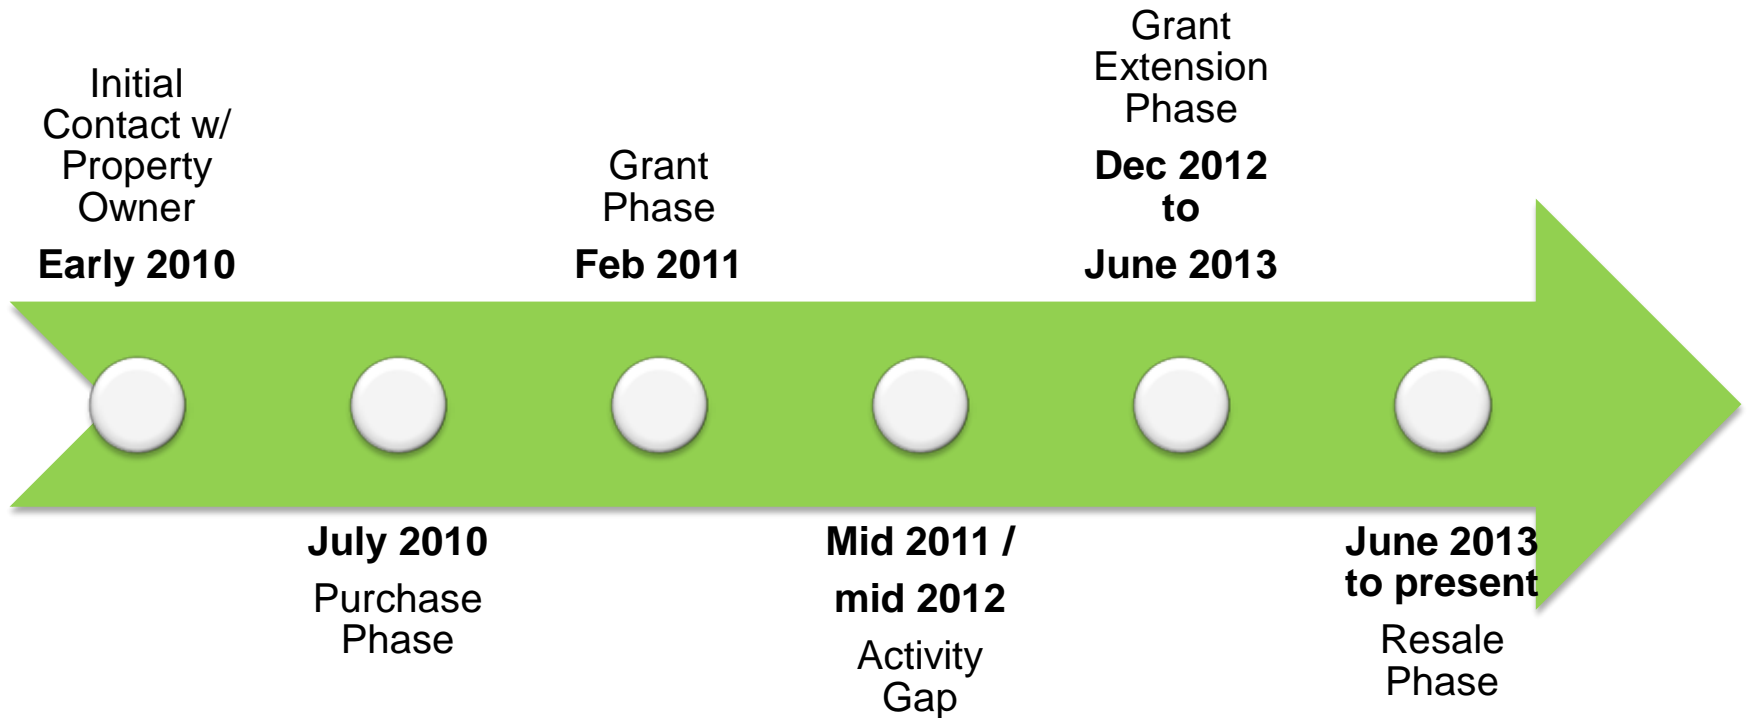 Initial
Contact w/
Property
Owner
Early 2010
July 2010
Purchase
Phase
Grant
Phase
Feb 2011
Mid 2011 /
mid 2012
Activity
Gap
Grant
Extension
Phase
Dec 2012
to
June 2013
June 2013
to present
Resale
Phase